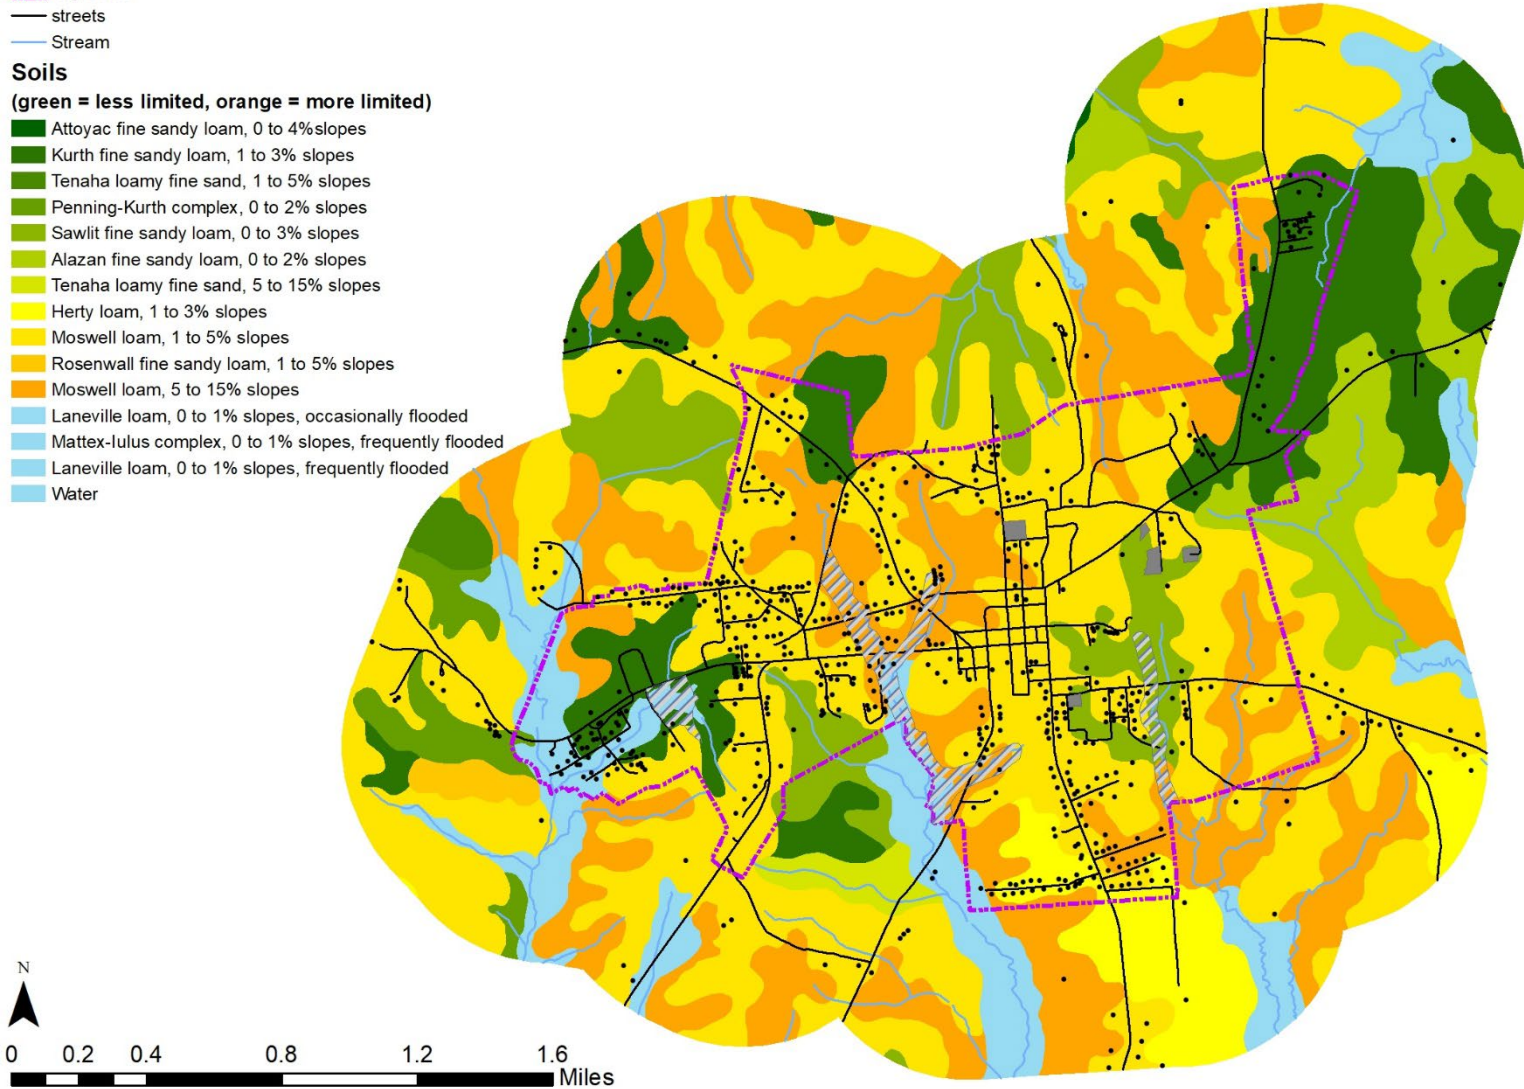 streets
Stream
Soils
(green = less limited, orange = more limited)
Attoyac fine sandy loam, 0 to 4%slopes
Kurth fine sandy loam, 1 to 3% slopes
Tenaha loamy fine sand, 1 to 5% slopes
Penning-Kurth complex, 0 to 2% slopes
Sawlit fine sandy loam, 0 to 3% slopes
Alazan fine sandy loam, 0 to 2% slopes
Tenaha loamy fine sand, 5 to 15% slopes
Herty loam, 1 to 3% slopes
Moswell loam, 1 to 5% slopes
Rosenwall fine sandy loam, 1 to 5% slopes
Moswell loam, 5 to 15% slopes
Laneville loam, 0 to 1% slopes, occasionally flooded
Mattex-Iulus complex, 0 to 1% slopes, frequently flooded
Laneville loam, 0 to 1% slopes, frequently flooded
Water
N
0 0.2 0.4 0.8 1.2 1.6
Miles